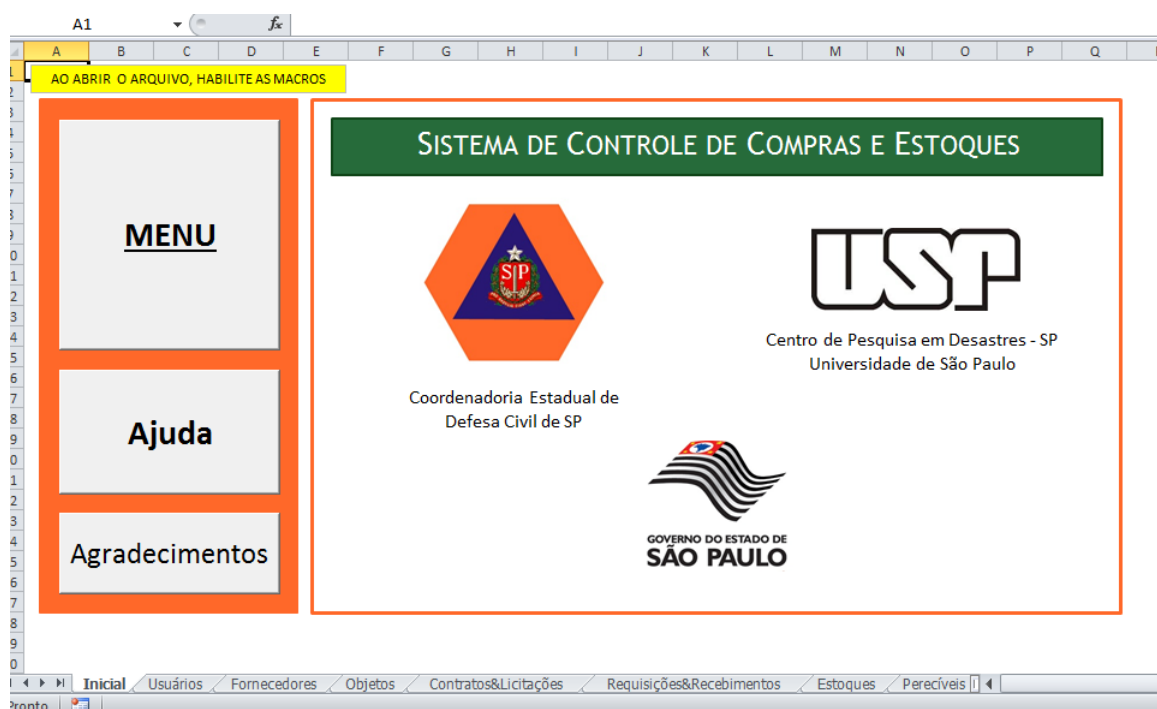 A1 fx
A B C D E F G H I J K L M N O P Q
AO ABRIR O ARQUIVO, HABILITE AS MACROS
SISTEMA DE CONTROLE DE COMPRAS E ESTOQUES
MENU
Ajuda
Agradecimentos
SP
Coordenadoria Estadual de
Defesa Civil de SP
USP
Centro de Pesquisa em Desastres - SP
Universidade de São Paulo
GOVERNO DO ESTADO DE
SÃO PAULO
Inicial Usuários Fornecedores Objetos Contratos&Licitações Requisições&Recebimentos Estoques Perecíveis
Pronto